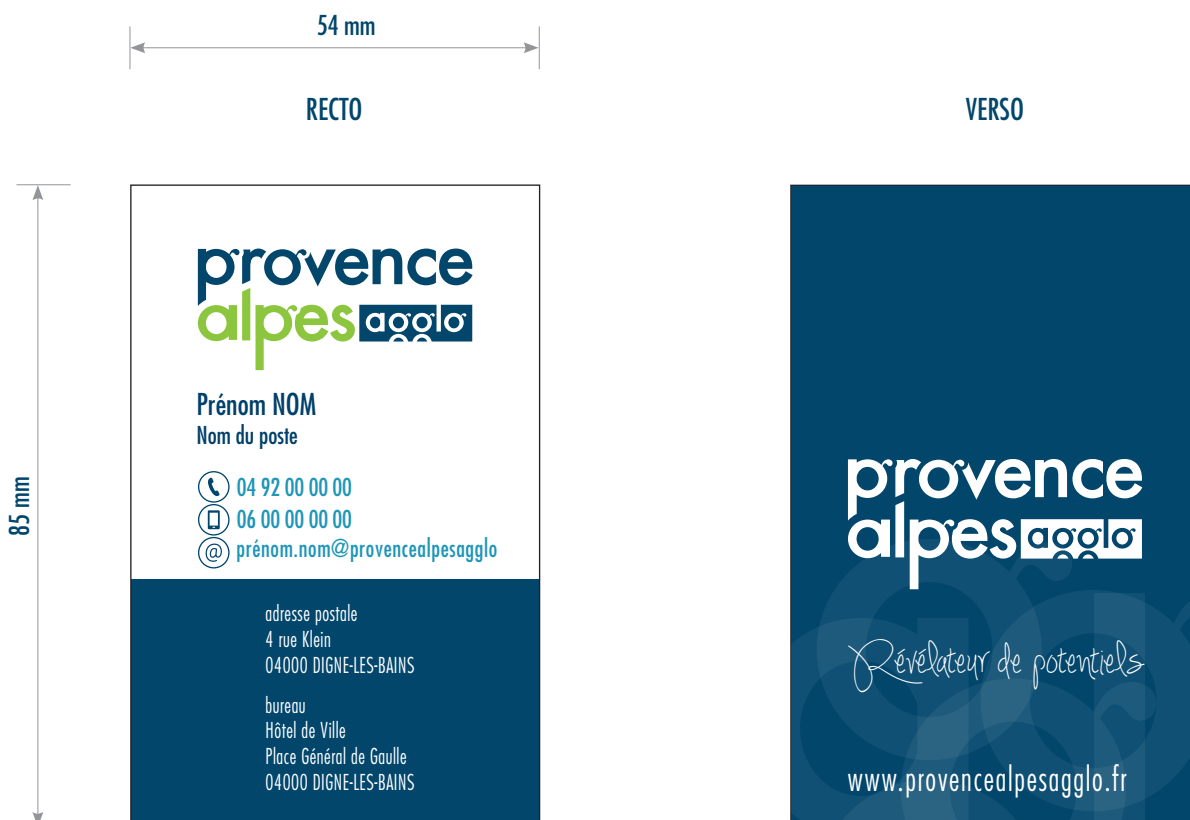 54 mm
RECTO
VERSO
85 mm
provence
alpes agglo
Prénom NOM
Nom du poste
04 92 00 00 00
06 00 00 00 00
@ prénom.nom@provencealpesagglo
adresse postale
4 rue Klein
04000 DIGNE-LES-BAINS
bureau
Hôtel de Ville
Place Général de Gaulle
04000 DIGNE-LES-BAINS
provence
alpes agglo
Révélateur de potentiels
www.provencealpesagglo.fr